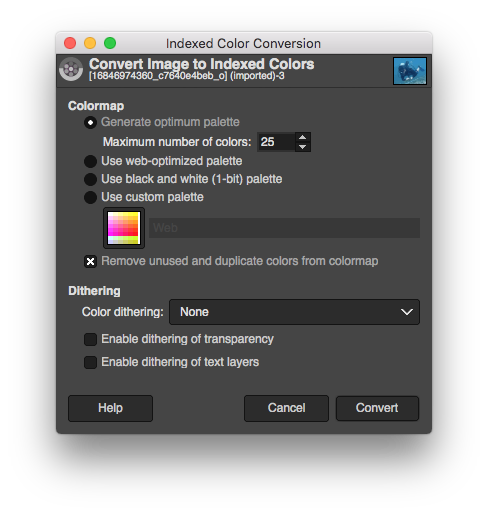 Indexed Color Conversion
Convert Image to Indexed Colors
[16846974360_c7640e4beb_o] (imported)-3
Colormap
Generate optimum palette
Maximum number of colors: 25
Use web-optimized palette
Use black and white (1-bit) palette
Use custom palette
Web
Remove unused and duplicate colors from colormap
Dithering
Color dithering: None
Enable dithering of transparency
Enable dithering of text layers
Help Cancel Convert